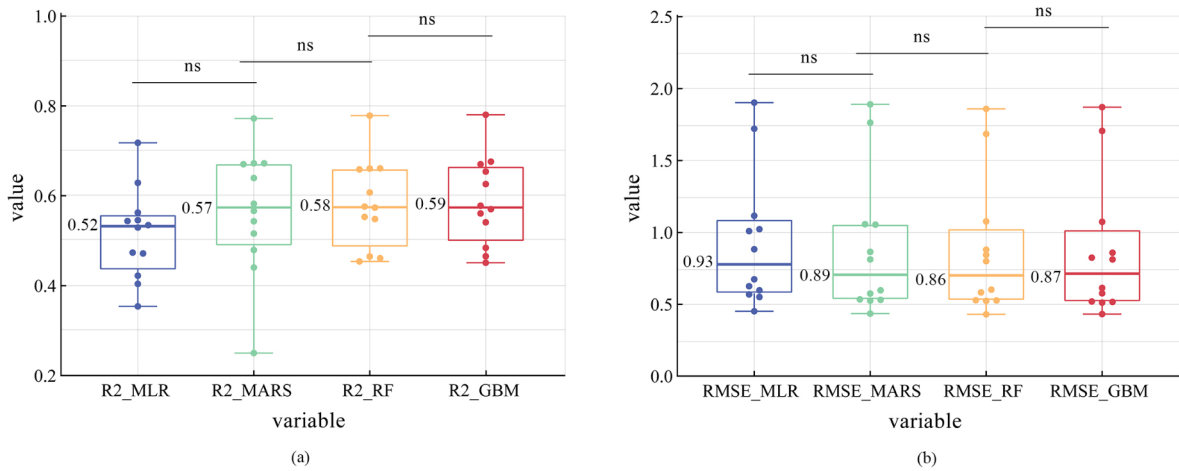 1.0
0.8
0.6
0.4
0.2
value
ns
ns
ns
0.52
0.57
0.58
0.59
R2_MLR
R2_MARS
R2_RF
R2_GBM
variable
(a)
2.5
2.0
1.5
1.0
0.5
0.0
value
ns
ns
ns
0.93
0.89
0.86
0.87
RMSE_MLR
RMSE_MARS
RMSE_RF
RMSE_GBM
variable
(b)